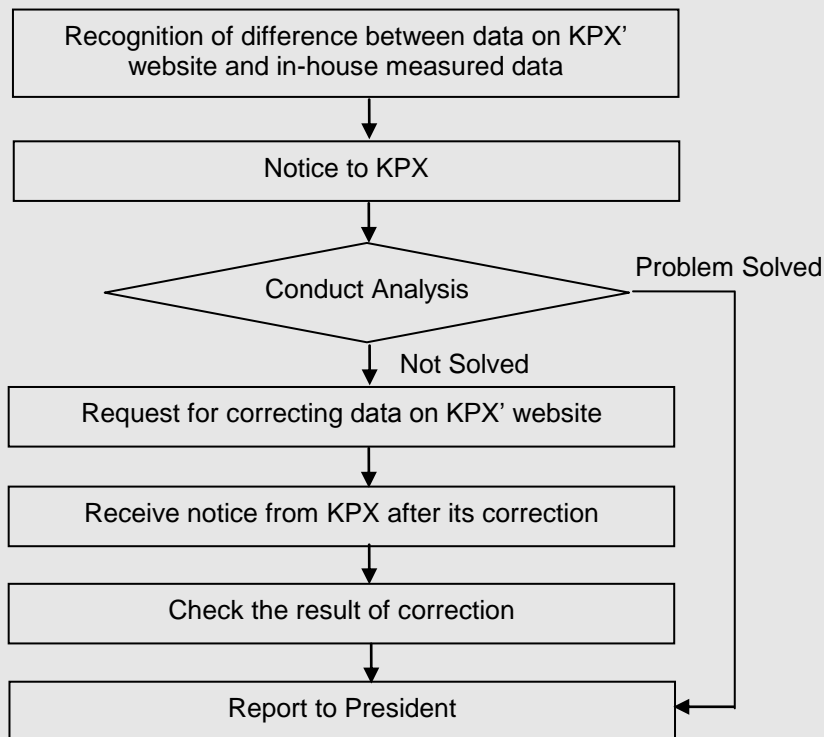 Recognition of difference between data on KPX'
website and in-house measured data
Notice to KPX
Conduct Analysis
Problem Solved
Not Solved
Request for correcting data on KPX' website
Receive notice from KPX after its correction
Check the result of correction
Report to President